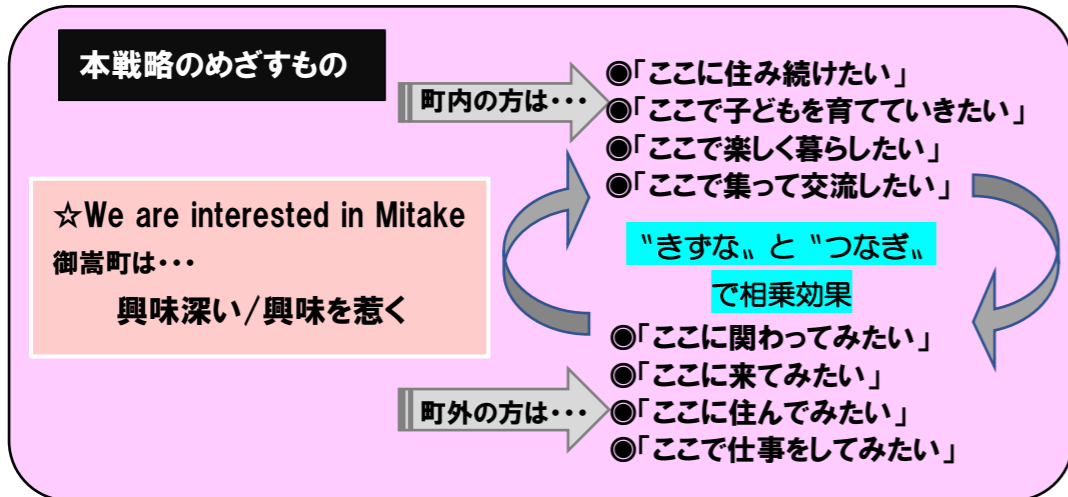 本戦略のめざすもの
町内の方は・・・
◉「ここに住み続けたい」
◉「ここで子どもを育てていきたい」
◉「ここで楽しく暮らしたい」
◉「ここで集って交流したい」
☆We are interested in Mitake
御嵩町は・・・
興味深い/興味を惹く
〝きずな〟と〝つなぎ〟
で相乗効果
町外の方は・・・
◉「ここに関わってみたい」
◉「ここに来てみたい」
◉「ここに住んでみたい」
◉「ここで仕事をしてみたい」